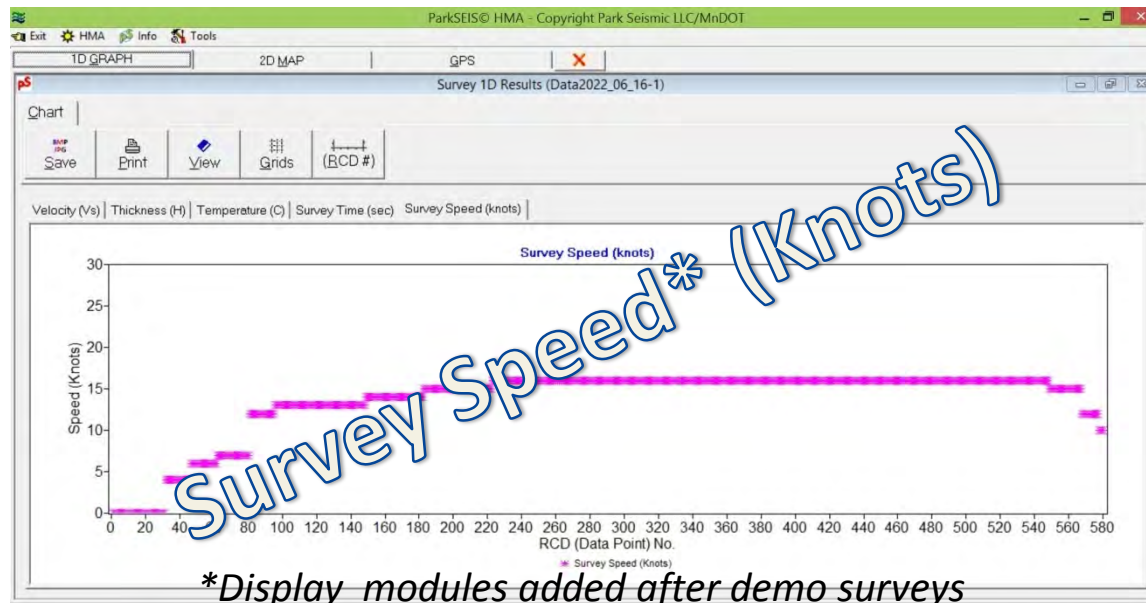 ParkSEIS© HMA - Copyright Park Seismic LLC/MnDOT
Exit HMA Info Tools
1D GRAPH 2D MAP GPS
pS Survey 1D Results (Data2022_06_16-1)
Chart
BMP
JPG
Save Print View Grids (RCD #)
Velocity (Vs) Thickness (H) Temperature (C) Survey Time (sec) Survey Speed (knots)
Survey Speed (knots)
Survey Speed* (Knots)
30
25
20
15
10
5
0
Speed (Knots)
0 20 40 80 100 120 140 160 180 200 220 240 260 280 300 320 340 360 380 400 420 440 460 480 500 520 540 560 580
RCD (Data Point) No.
Survey Speed (Knots)
*Display modules added after demo surveys